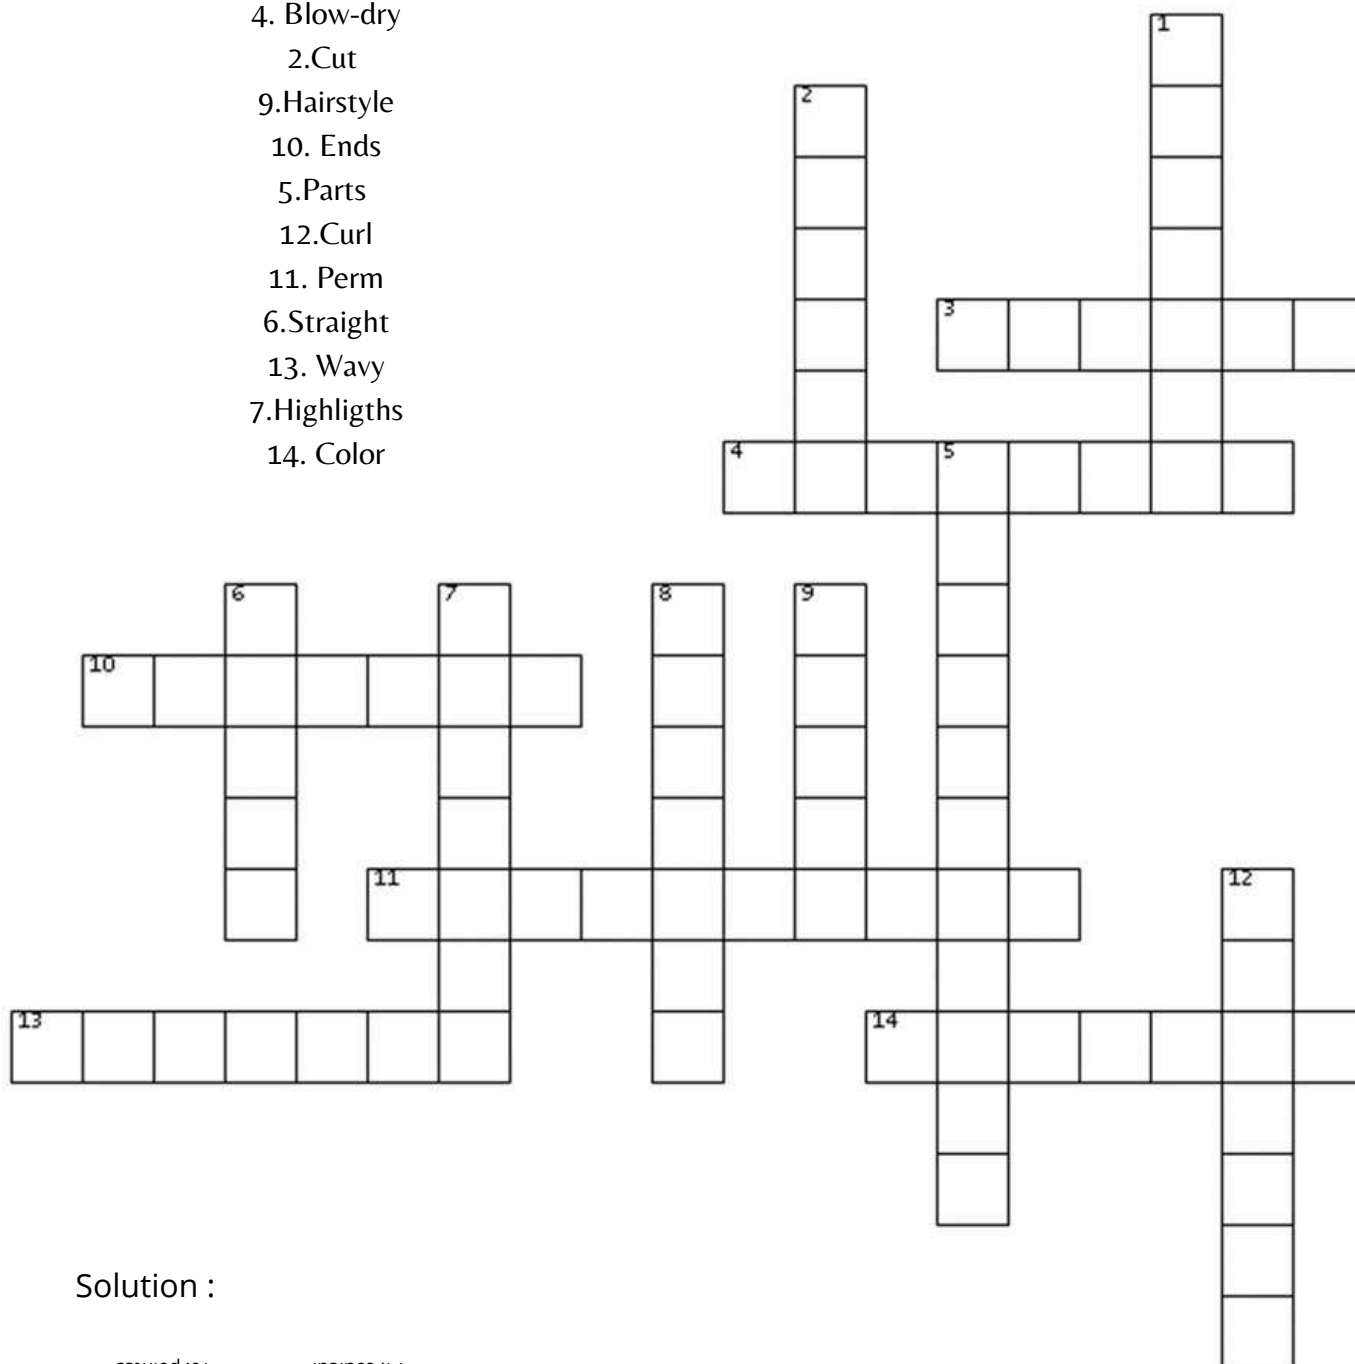 4. Blow-dry
2.Cut
9.Hairstyle
10. Ends
5.Parts
12.Curl
11. Perm
6.Straight
13. Wavy
7.Highligths
14. Color
1
2
3
4
5
6
7
8
9
10
11
12
13
14
Solution :